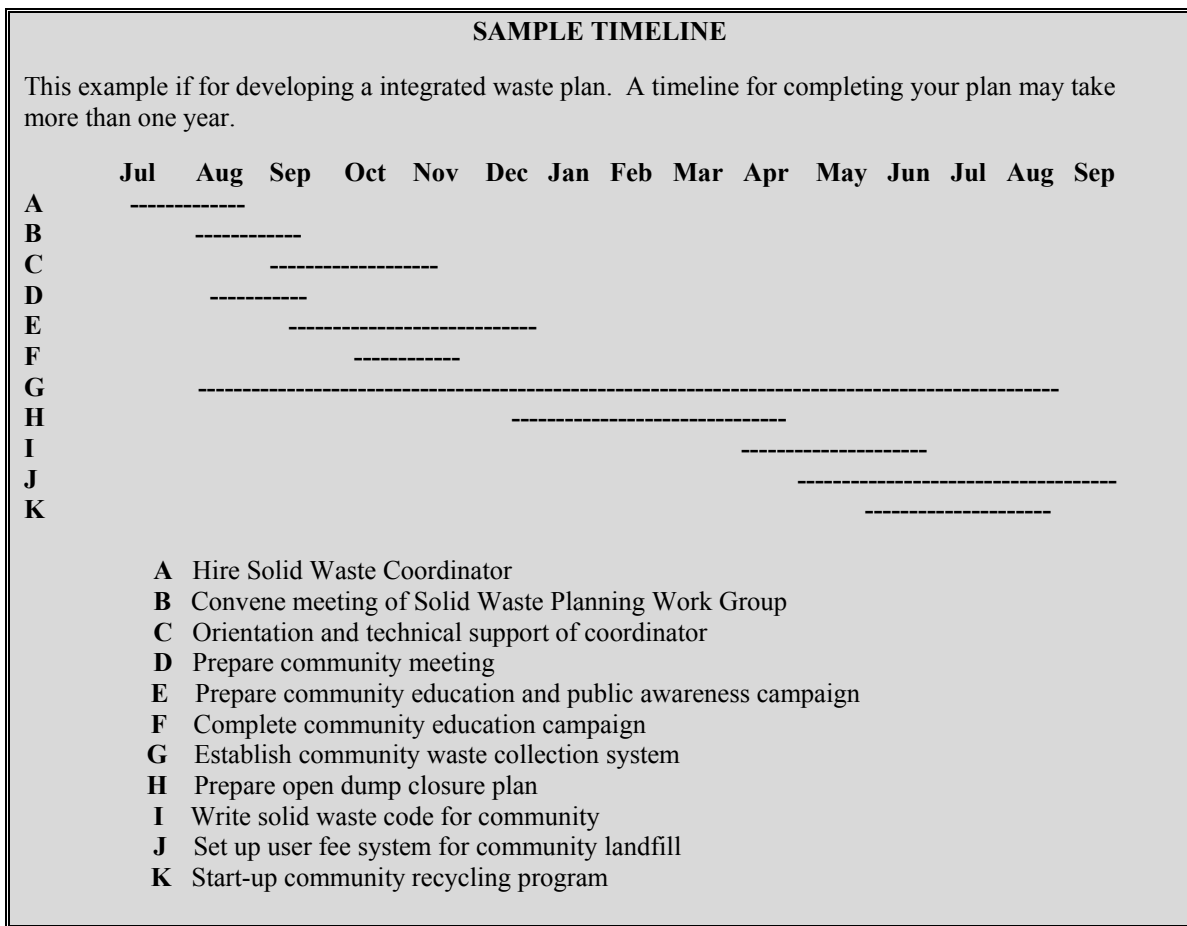 SAMPLE TIMELINE
This example if for developing a integrated waste plan. A timeline for completing your plan may take
more than one year.
Jul Aug Sep Oct Nov Dec Jan Feb Mar Apr May Jun Jul Aug Sep
A -------------
B ------------
C -------------------
D -----------
E ----------------------------
F ------------
G --------------------------------------------------------------------------------------------------
H -------------------------------
I ---------------------
J ------------------------------------
K ---------------------
A Hire Solid Waste Coordinator
B Convene meeting of Solid Waste Planning Work Group
C Orientation and technical support of coordinator
D Prepare community meeting
E Prepare community education and public awareness campaign
F Complete community education campaign
G Establish community waste collection system
H Prepare open dump closure plan
I Write solid waste code for community
J Set up user fee system for community landfill
K Start-up community recycling program